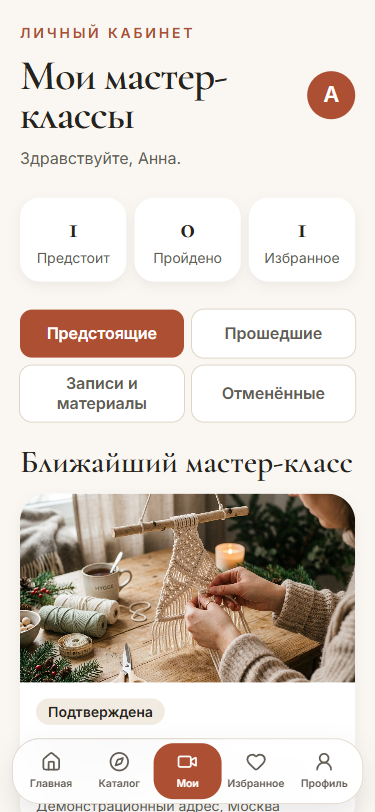 ЛИЧНЫЙ КАБИНЕТ
Мои мастер-
классы
А
Здравствуйте, Анна.
1
Предстоит
0
Пройдено
1
Избранное
Предстоящие
Прошедшие
Записи и
материалы
Отменённые
Ближайший мастер-класс
Подтверждена
Главная
Каталог
Мои
Избранное
Профиль
Демонстрационный адрес, Москва